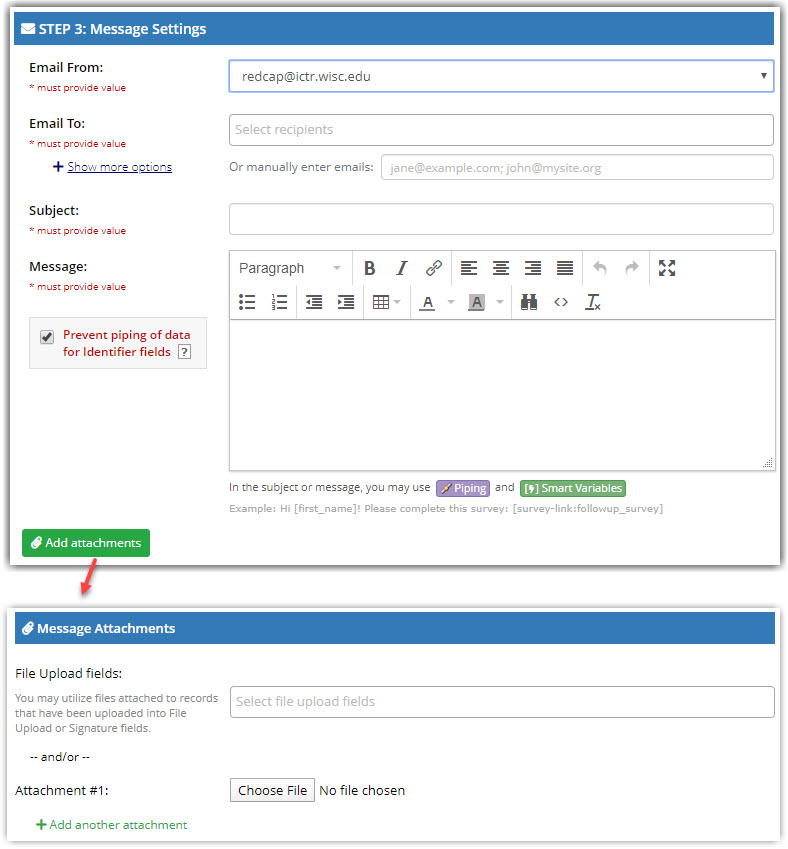 STEP 3: Message Settings
Email From:
* must provide value
redcap@ictr.wisc.edu
Email To:
* must provide value
Select recipients
+ Show more options
Or manually enter emails:
jane@example.com; john@mysite.org
Subject:
* must provide value
Message:
* must provide value
Paragraph
B I
A A <> Tx
Prevent piping of data
for Identifier fields ?
In the subject or message, you may use Piping and Smart Variables
Example: Hi [first_name]! Please complete this survey: [survey-link:followup_survey]
Add attachments
Message Attachments
File Upload fields:
You may utilize files attached to records
that have been uploaded into File
Upload or Signature fields.
Select file upload fields
-- and/or --
Attachment #1:
Choose File No file chosen
+ Add another attachment